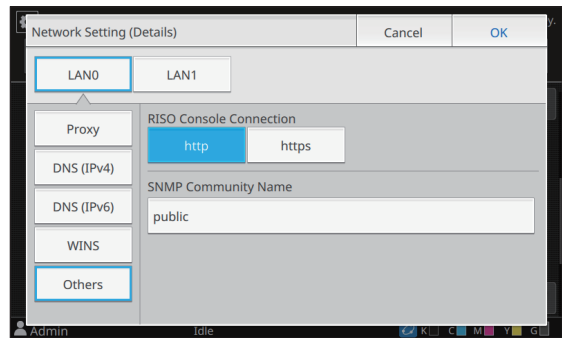 Network Setting (Details) Cancel OK
y.
LAN0 LAN1
Proxy
DNS (IPv4)
DNS (IPv6)
WINS
Others
RISO Console Connection
http https
SNMP Community Name
public
Admin Idle K C M Y G